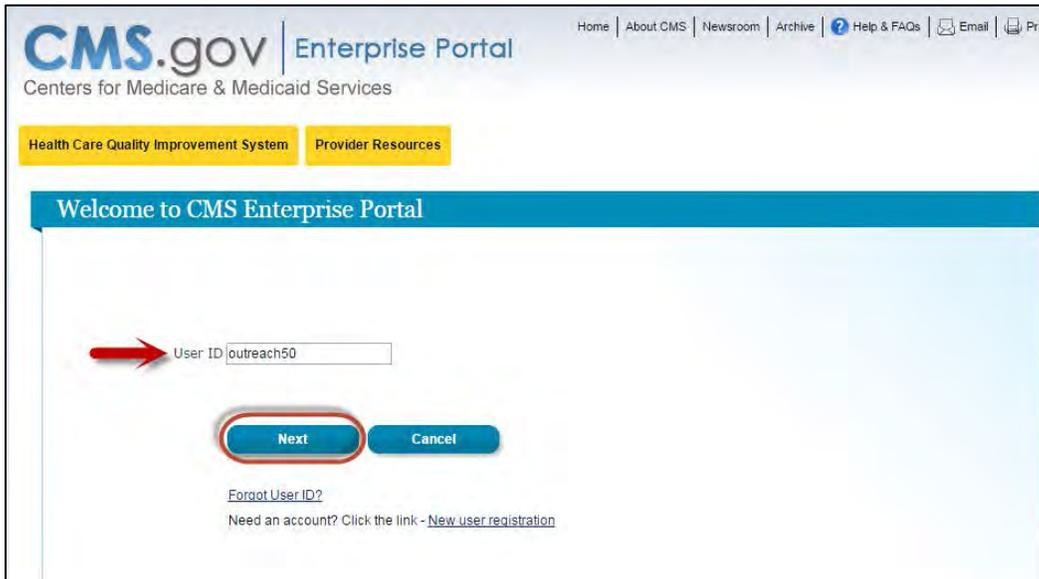 CMS.gov Enterprise Portal
Home About CMS Newsroom Archive Help & FAQs Email Pr
Centers for Medicare & Medicaid Services
Health Care Quality Improvement System Provider Resources
Welcome to CMS Enterprise Portal
User ID outreach50
Next Cancel
Forgot User ID?
Need an account? Click the link - New user registration